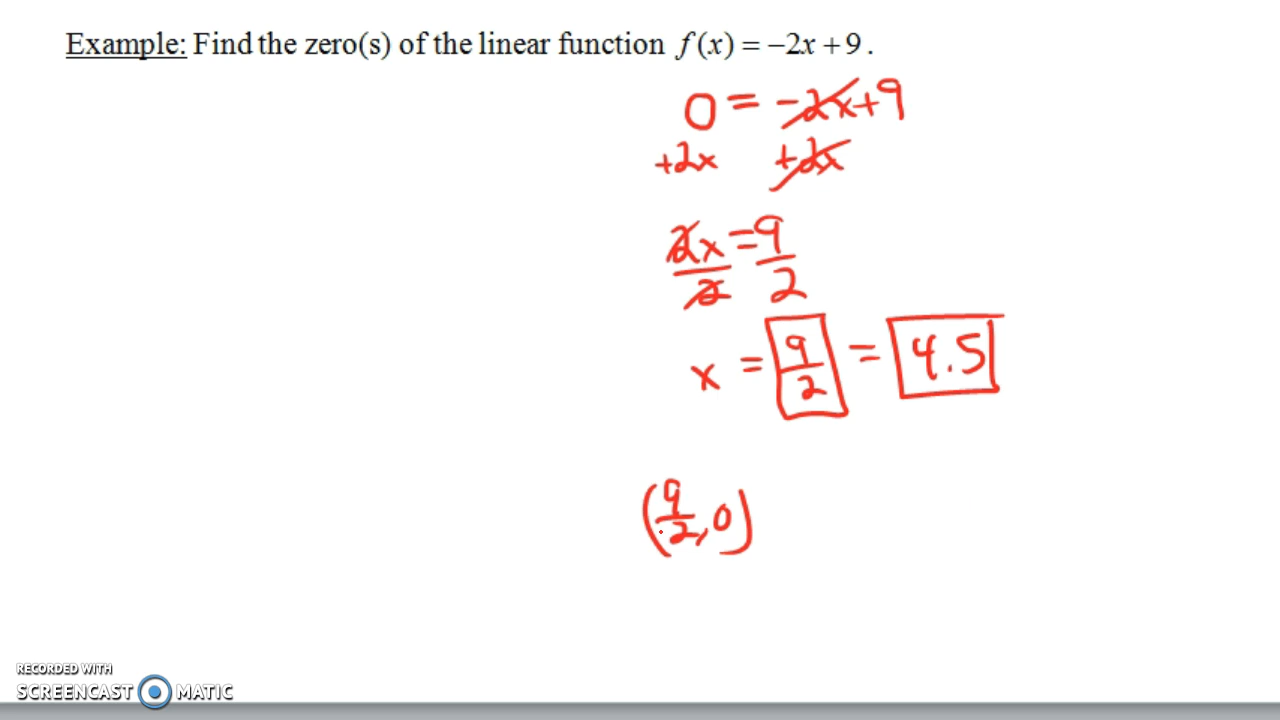 Example: Find the zero(s) of the linear function f(x) = −2x + 9.
0 = -2x+9
+2x +2x
2x/2 = 9/2
x = 9/2 = 4.5
(9/2, 0)
RECORDED WITH
SCREENCAST MATIC